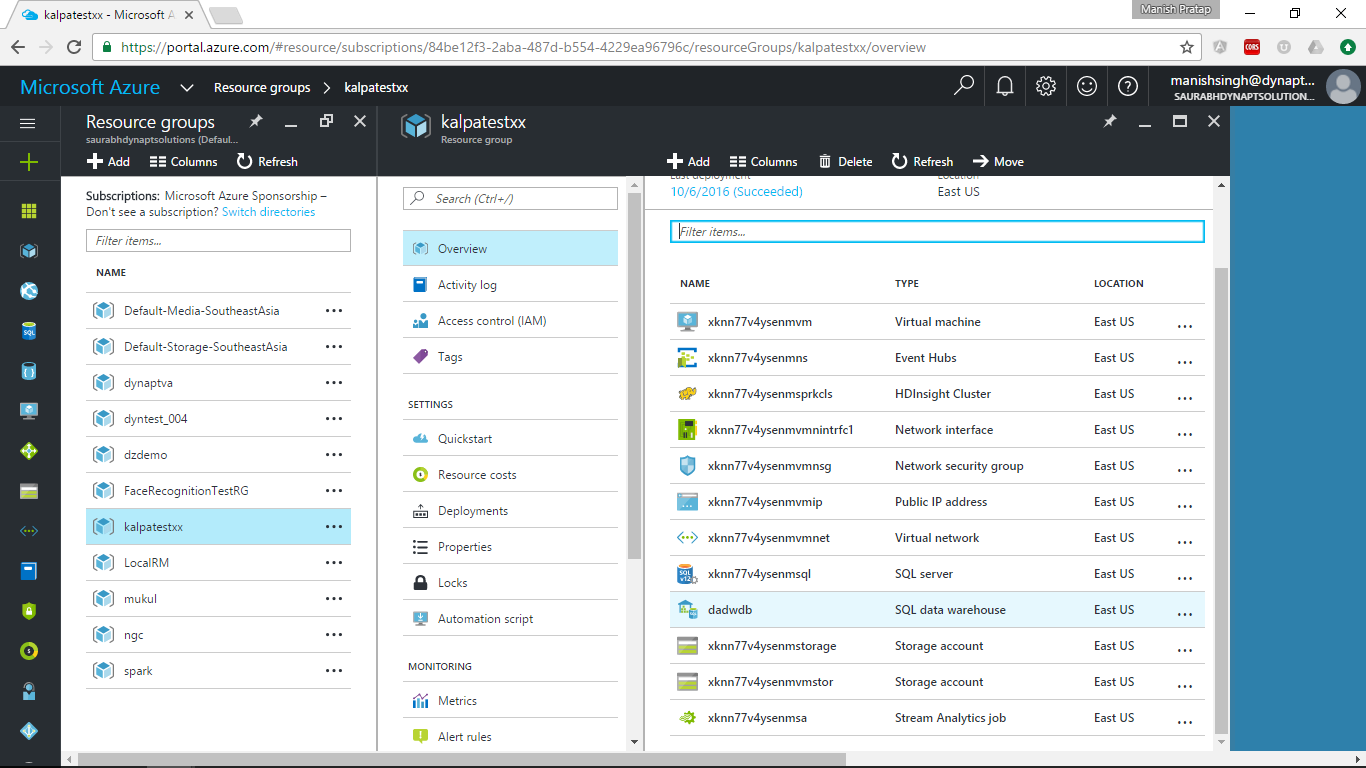 kalpatestxx - Microsoft A
Manish Pratap
https://portal.azure.com/#resource/subscriptions/84be12f3-2aba-487d-b554-4229ea96796c/resourceGroups/kalpatestxx/overview
CORS
Microsoft Azure
Resource groups
kalpatestxx
manishsingh@dynapt...
SAURABHDYNAPTSOLUTION...
Resource groups
saurabhdynaptsolutions (Defaul...
Add
Columns
Refresh
Subscriptions: Microsoft Azure Sponsorship –
Don't see a subscription? Switch directories
Filter items...
NAME
Default-Media-SoutheastAsia
Default-Storage-SoutheastAsia
dynaptva
dyntest_004
dzdemo
FaceRecognitionTestRG
kalpatestxx
LocalRM
mukul
ngc
spark
kalpatestxx
Resource group
Search (Ctrl+/)
Overview
Activity log
Access control (IAM)
Tags
SETTINGS
Quickstart
Resource costs
Deployments
Properties
Locks
Automation script
MONITORING
Metrics
Alert rules
Add
Columns
Delete
Refresh
Move
Last deployment
Location
10/6/2016 (Succeeded)
East US
Filter items...
NAME TYPE LOCATION
xknn77v4ysenmvm Virtual machine East US
xknn77v4ysenmns Event Hubs East US
xknn77v4ysenmsprkcls HDInsight Cluster East US
xknn77v4ysenmvmnintrfc1 Network interface East US
xknn77v4ysenmvmnsg Network security group East US
xknn77v4ysenmvmip Public IP address East US
xknn77v4ysenmvmnet Virtual network East US
xknn77v4ysenmsql SQL server East US
dadwdb SQL data warehouse East US
xknn77v4ysenmstorage Storage account East US
xknn77v4ysenmvmstor Storage account East US
xknn77v4ysenmsa Stream Analytics job East US